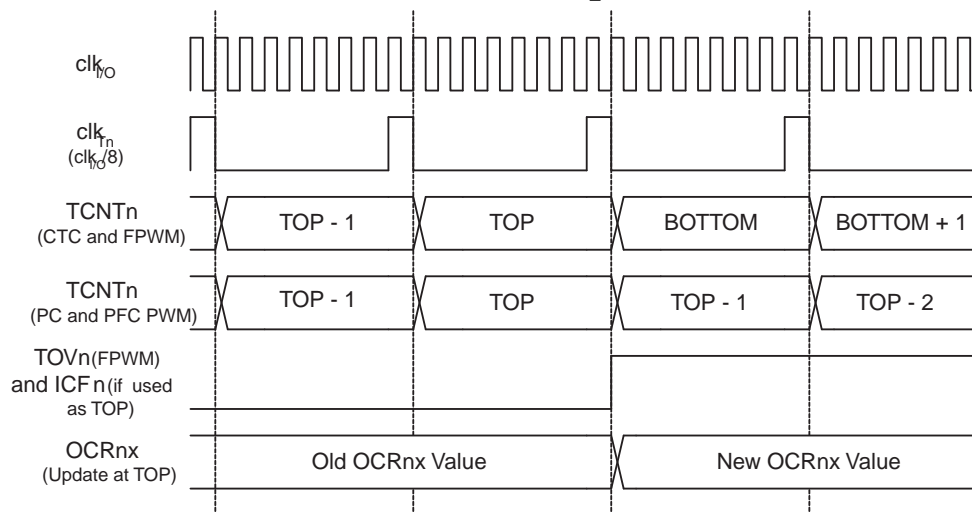 clkI/O
clkTn
(clkI/O/8)
TCNTn
(CTC and FPWM)
TOP - 1
TOP
BOTTOM
BOTTOM + 1
TCNTn
(PC and PFC PWM)
TOP - 1
TOP
TOP - 1
TOP - 2
TOVn(FPWM)
and ICFn(if used
as TOP)
OCRnx
(Update at TOP)
Old OCRnx Value
New OCRnx Value